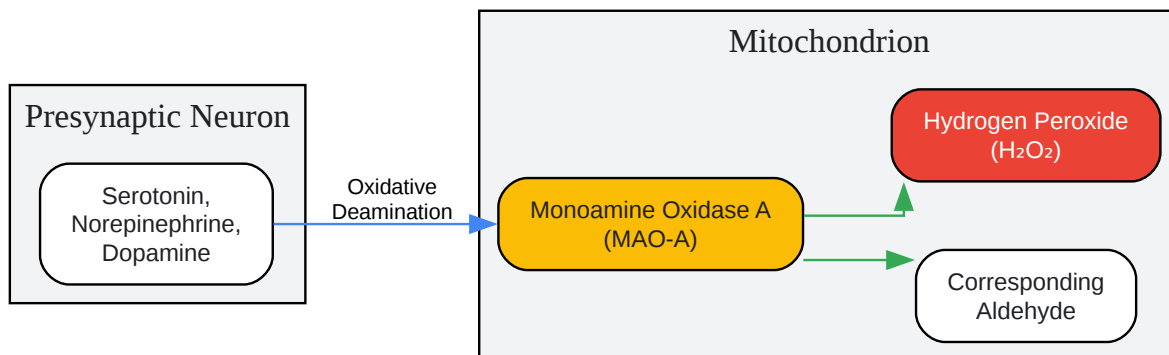 Mitochondrion
Presynaptic Neuron
Serotonin,
Norepinephrine,
Dopamine
Oxidative
Deamination
Monoamine Oxidase A
(MAO-A)
Hydrogen Peroxide
(H₂O₂)
Corresponding
Aldehyde